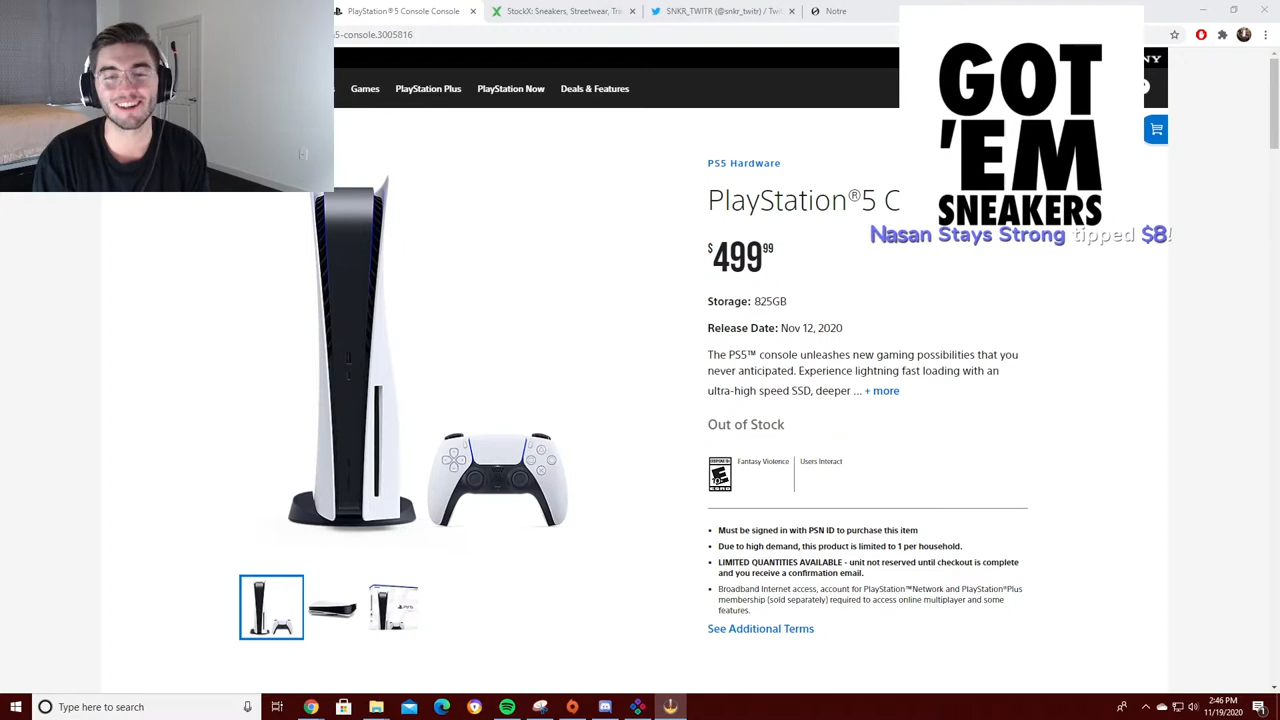 PlayStation®5 Console
StockX: Sneakers, Streetwear, Tra
SNKR_TWITR (@snkr_twitr) / Tw
5-console.3005816
Games
PlayStation Plus
PlayStation Now
Deals & Features
NY
GOT
'EM
SNEAKERS
Nasan Stays Strong tipped $8!
PS5 Hardware
PlayStation®5 C
$499.99
Storage: 825GB
Release Date: Nov 12, 2020
The PS5™ console unleashes new gaming possibilities that you
never anticipated. Experience lightning fast loading with an
ultra-high speed SSD, deeper ... + more
Out of Stock
Fantasy Violence
Users Interact
Must be signed in with PSN ID to purchase this item
Due to high demand, this product is limited to 1 per household.
LIMITED QUANTITIES AVAILABLE - unit not reserved until checkout is complete
and you receive a confirmation email.
Broadband Internet access, account for PlayStation™Network and PlayStation®Plus
membership (sold separately) required to access online multiplayer and some
features.
See Additional Terms
Type here to search
2:46 PM
11/19/2020